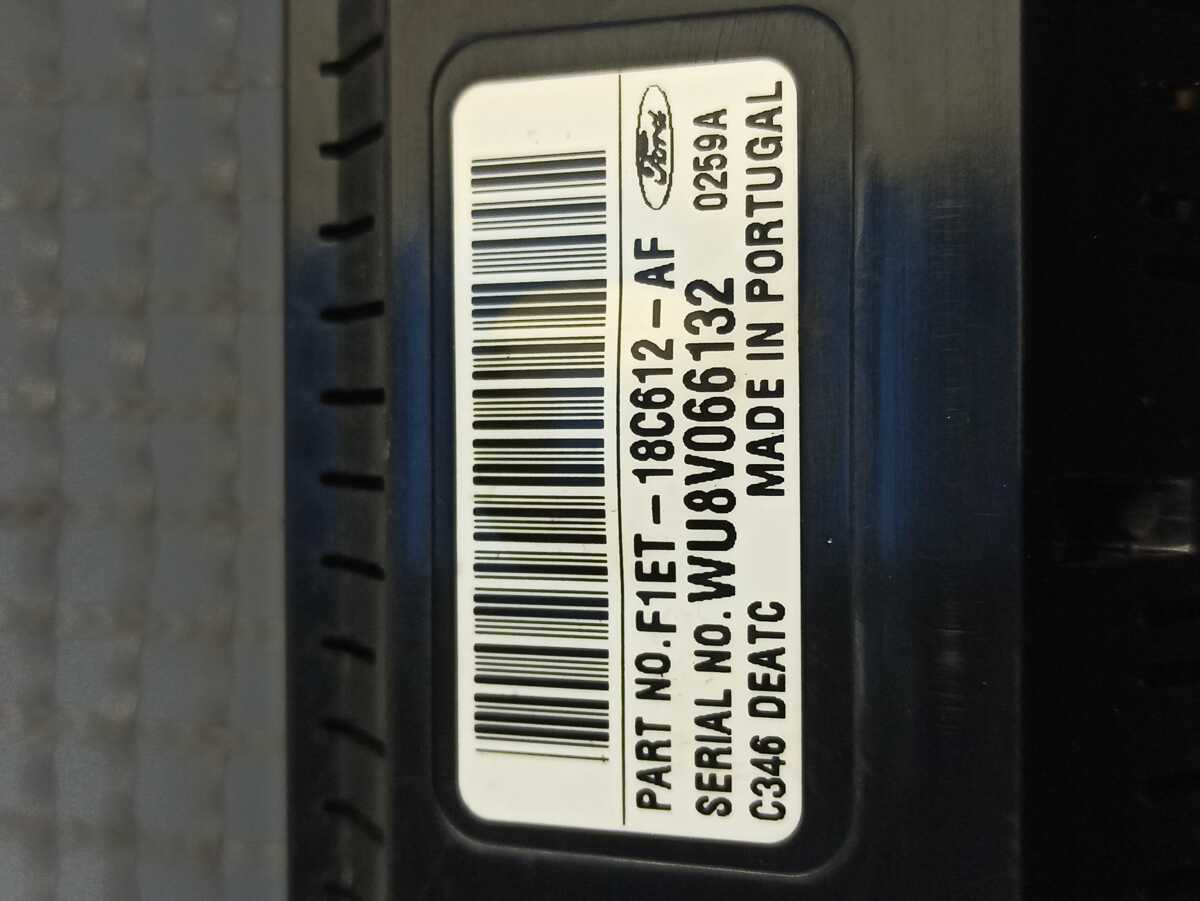 PART NO.F1ET-18C612-AF Ford
SERIAL NO.WU8V066132 0259A
C346 DEATC MADE IN PORTUGAL